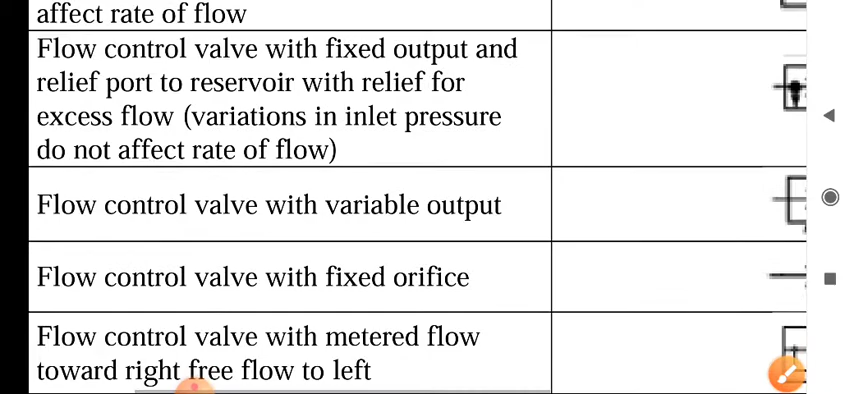 affect rate of flow
Flow control valve with fixed output and
relief port to reservoir with relief for
excess flow (variations in inlet pressure
do not affect rate of flow)
Flow control valve with variable output
Flow control valve with fixed orifice
Flow control valve with metered flow
toward right free flow to left